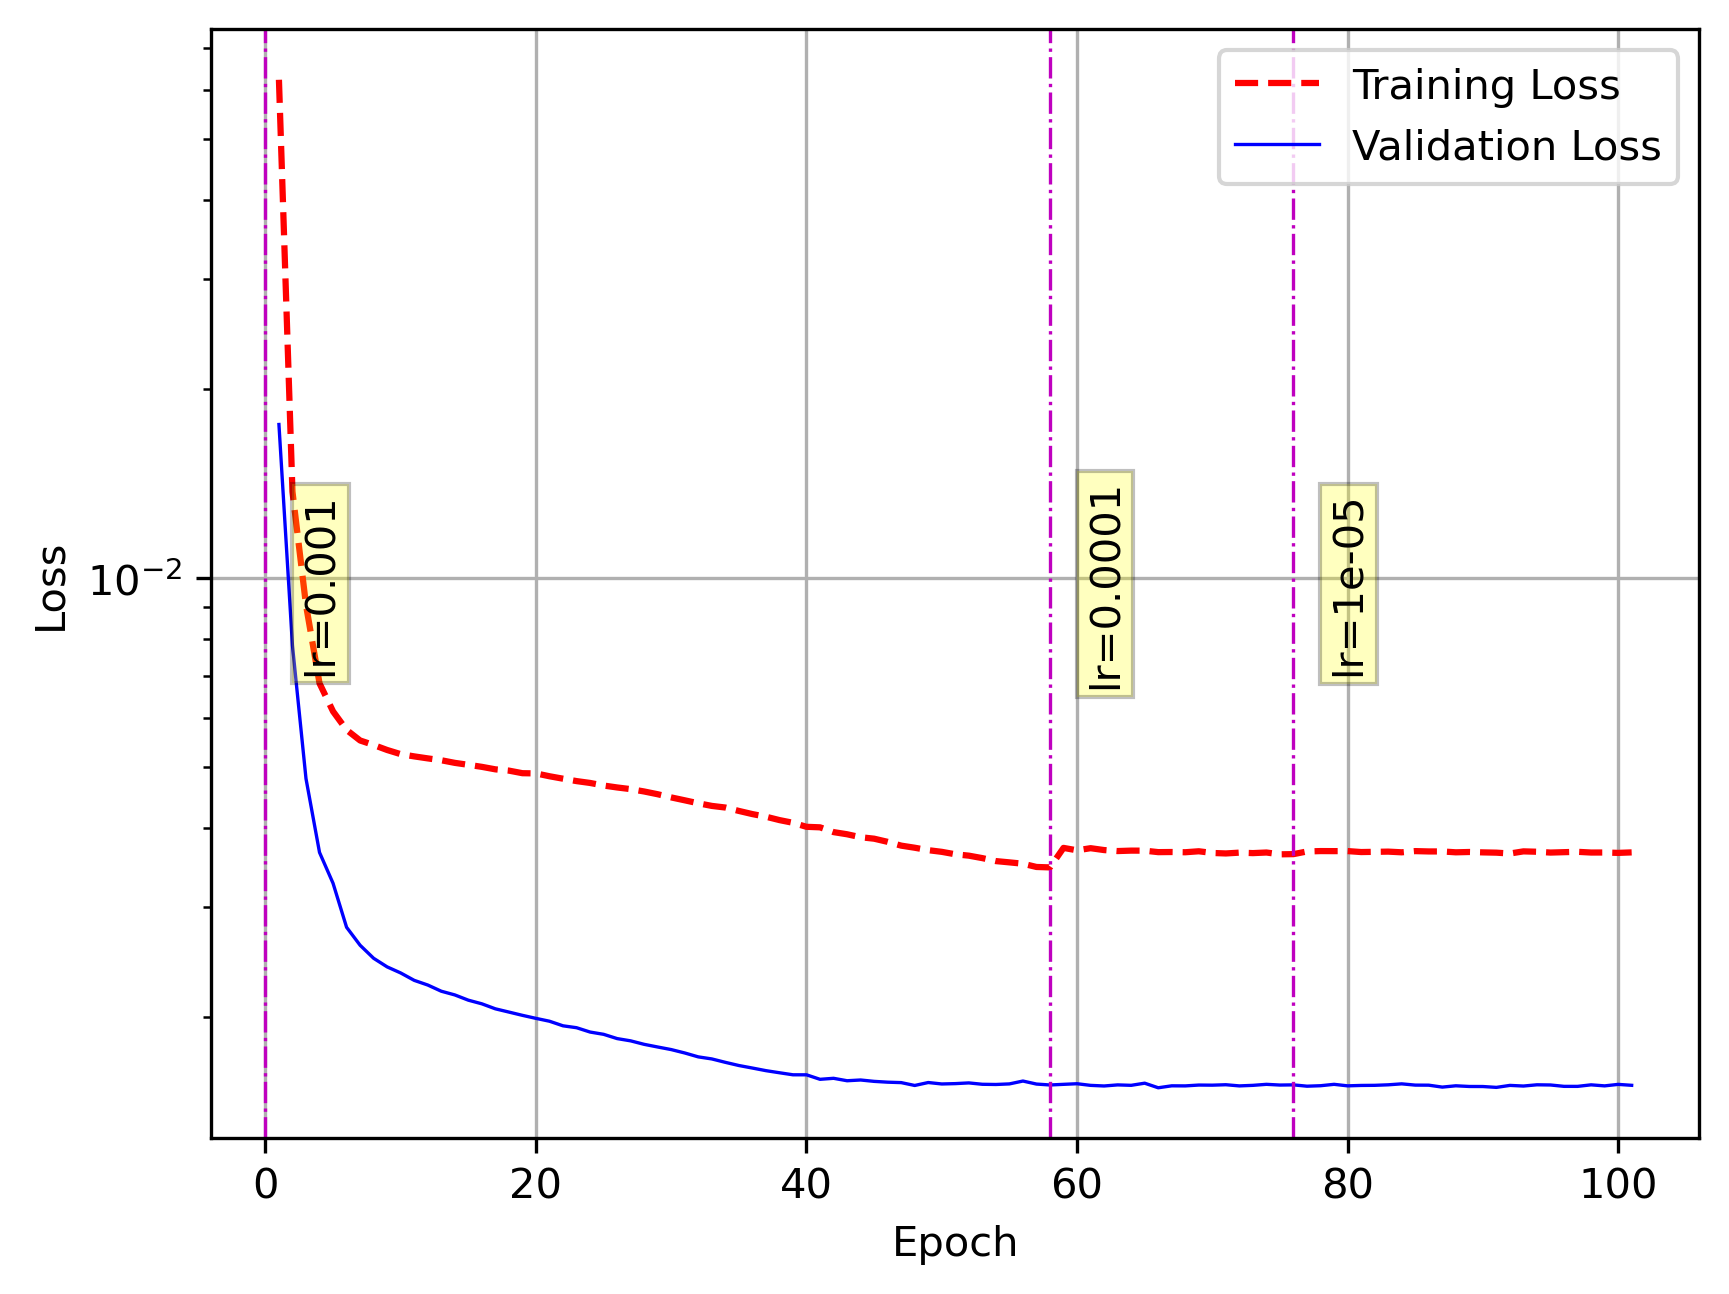 Training Loss
Validation Loss
Loss
10⁻²
lr=0.001
lr=0.0001
lr=1e-05
0 20 40 60 80 100
Epoch